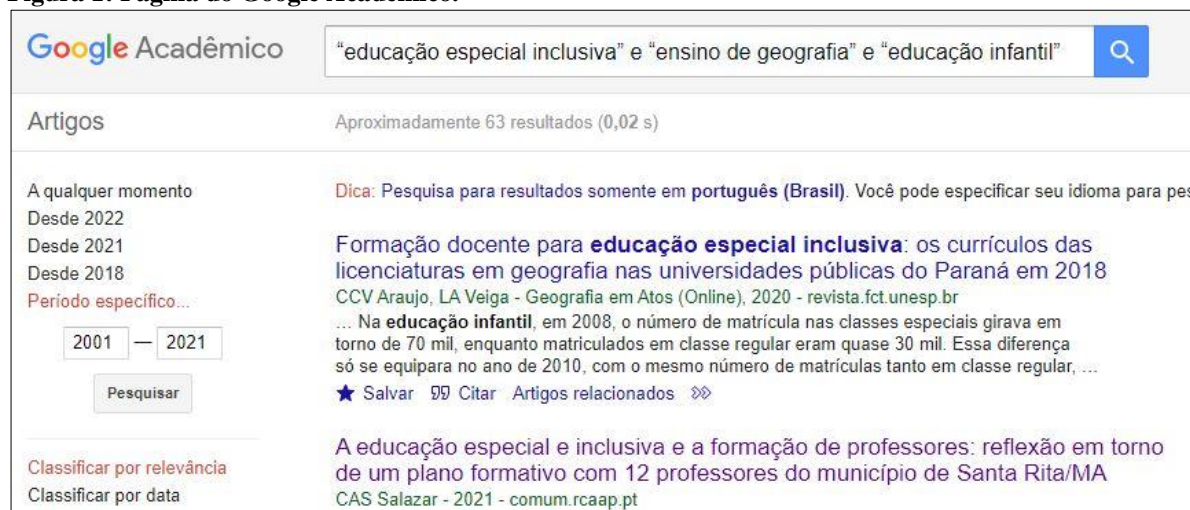 Google Acadêmico
“educação especial inclusiva” e “ensino de geografia” e “educação infantil”
Artigos
Aproximadamente 63 resultados (0,02 s)
A qualquer momento
Desde 2022
Desde 2021
Desde 2018
Período específico...
2001 — 2021
Pesquisar
Classificar por relevância
Classificar por data
Dica: Pesquisa para resultados somente em português (Brasil). Você pode especificar seu idioma para
Formação docente para educação especial inclusiva: os currículos das
licenciaturas em geografia nas universidades públicas do Paraná em 2018
CCV Araujo, LA Veiga - Geografia em Atos (Online), 2020 - revista.fct.unesp.br
... Na educação infantil, em 2008, o número de matrícula nas classes especiais girava em
torno de 70 mil, enquanto matriculados em classe regular eram quase 30 mil. Essa diferença
só se equipara no ano de 2010, com o mesmo número de matrículas tanto em classe regular, ...
Salvar Citar Artigos relacionados
A educação especial e inclusiva e a formação de professores: reflexão em torno
de um plano formativo com 12 professores do município de Santa Rita/MA
CAS Salazar - 2021 - comum.rcaap.pt